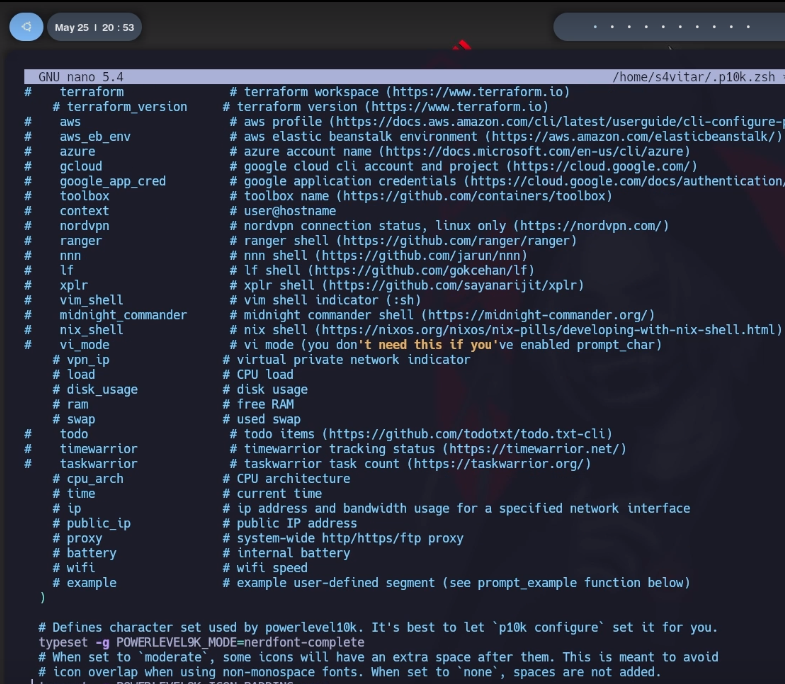 May 25 | 20 : 53
GNU nano 5.4 /home/s4vitar/.p10k.zsh
# terraform # terraform workspace (https://www.terraform.io)
# terraform_version # terraform version (https://www.terraform.io)
# aws # aws profile (https://docs.aws.amazon.com/cli/latest/userguide/cli-configure-p
# aws_eb_env # aws elastic beanstalk environment (https://aws.amazon.com/elasticbeanstalk/)
# azure # azure account name (https://docs.microsoft.com/en-us/cli/azure)
# gcloud # google cloud cli account and project (https://cloud.google.com/)
# google_app_cred # google application credentials (https://cloud.google.com/docs/authentication/
# toolbox # toolbox name (https://github.com/containers/toolbox)
# context # user@hostname
# nordvpn # nordvpn connection status, linux only (https://nordvpn.com/)
# ranger # ranger shell (https://github.com/ranger/ranger)
# nnn # nnn shell (https://github.com/jarun/nnn)
# lf # lf shell (https://github.com/gokcehan/lf)
# xplr # xplr shell (https://github.com/sayanarijit/xplr)
# vim_shell # vim shell indicator (:sh)
# midnight_commander # midnight commander shell (https://midnight-commander.org/)
# nix_shell # nix shell (https://nixos.org/nixos/nix-pills/developing-with-nix-shell.html)
# vi_mode # vi mode (you don't need this if you've enabled prompt_char)
# vpn_ip # virtual private network indicator
# load # CPU load
# disk_usage # disk usage
# ram # free RAM
# swap # used swap
# todo # todo items (https://github.com/todotxt/todo.txt-cli)
# timewarrior # timewarrior tracking status (https://timewarrior.net/)
# taskwarrior # taskwarrior task count (https://taskwarrior.org/)
# cpu_arch # CPU architecture
# time # current time
# ip # ip address and bandwidth usage for a specified network interface
# public_ip # public IP address
# proxy # system-wide http/https/ftp proxy
# battery # internal battery
# wifi # wifi speed
# example # example user-defined segment (see prompt_example function below)
)
# Defines character set used by powerlevel10k. It's best to let `p10k configure` set it for you.
typeset -g POWERLEVEL9K_MODE=nerdfont-complete
# When set to `moderate`, some icons will have an extra space after them. This is meant to avoid
# icon overlap when using non-monospace fonts. When set to `none`, spaces are not added.